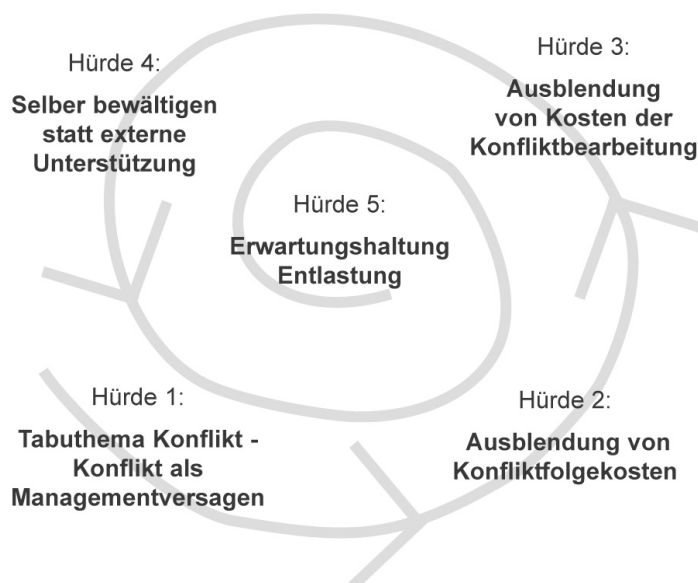 Hürde 4:
Selber bewältigen
statt externe
Unterstützung
Hürde 3:
Ausblendung
von Kosten der
Konfliktbearbeitung
Hürde 5:
Erwartungshaltung
Entlastung
Hürde 1:
Tabuthema Konflikt -
Konflikt als
Managementversagen
Hürde 2:
Ausblendung von
Konfliktfolgekosten